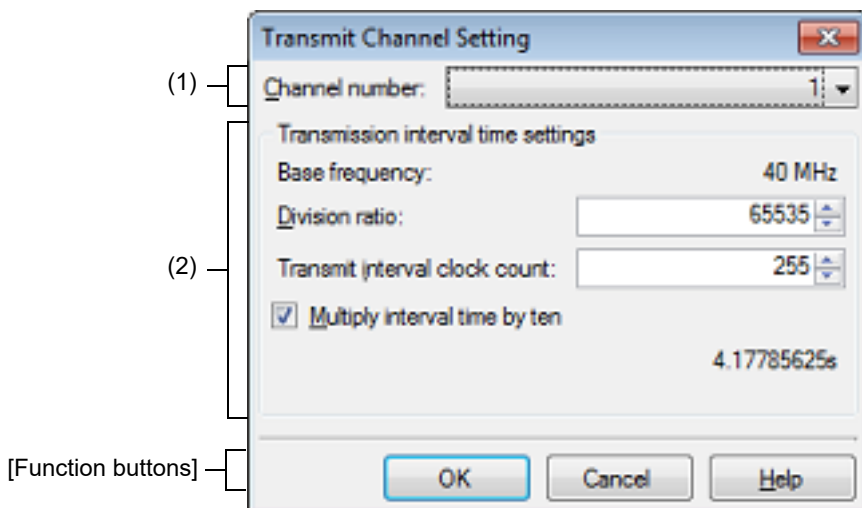 Transmit Channel Setting
(1)
Channel number: 1
Transmission interval time settings
Base frequency: 40 MHz
Division ratio: 65535
(2)
Transmit interval clock count: 255
Multiply interval time by ten
4.17785625s
[Function buttons]
OK Cancel Help